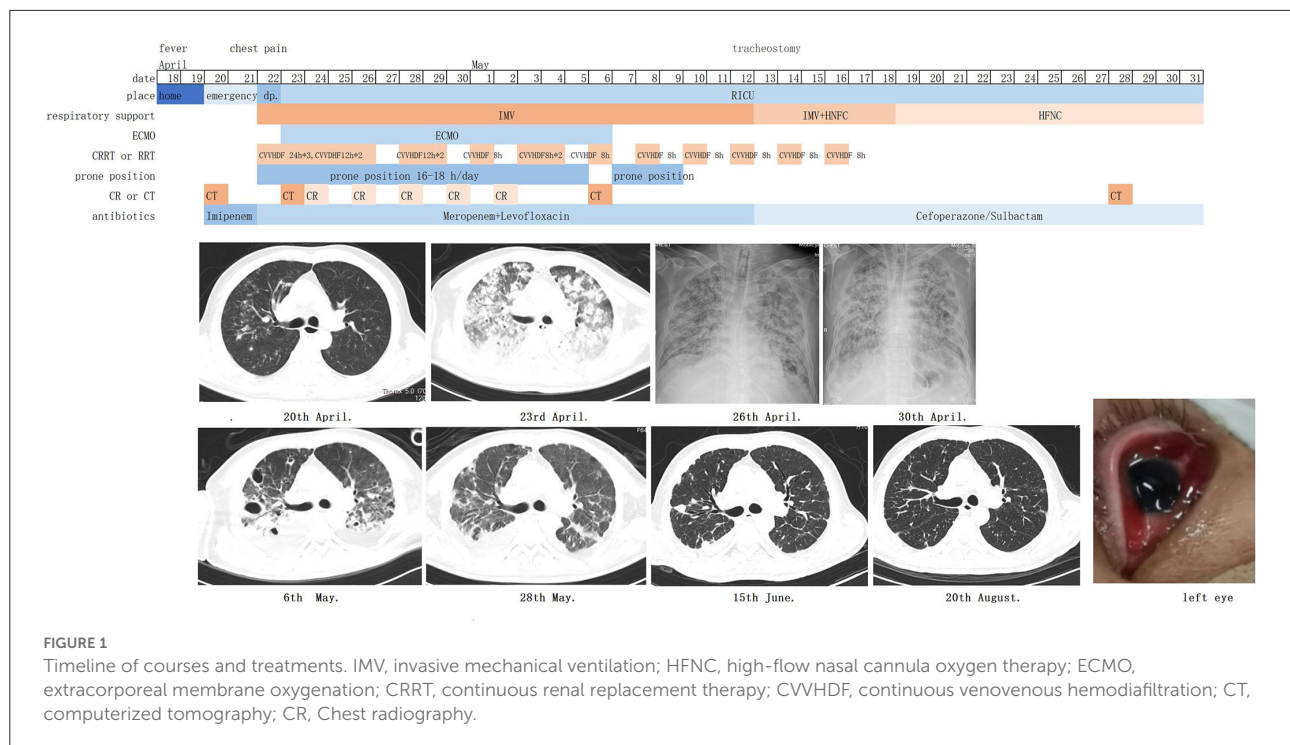 fever chest pain tracheostomy
April May
date 18 19 20 21 22 23 24 25 26 27 28 29 30 1 2 3 4 5 6 7 8 9 10 11 12 13 14 15 16 17 18 19 20 21 22 23 24 25 26 27 28 29 30 31
place home emergency dp. RICU
respiratory support IMV IMV+HNFC HFNC
ECMO ECMO
CRRT or RRT CVVHDF 24h*3,CVVDHF12h*2 CVVHDF12h*2 CVVHDF 8h CVVHDF8h*2 CVVHDF 8h CVVHDF 8h CVVHDF 8h CVVHDF 8h CVVHDF 8h CVVHDF 8h
prone position prone position 16-18 h/day prone position
CR or CT CT CT CR CR CR CR CR CT CT
antibiotics Imipenem Meropenem+Levofloxacin Cefoperazone/Sulbactam
20th April. 23rd April. 26th April. 30th April.
6th May. 28th May. 15th June. 20th August. left eye
FIGURE 1
Timeline of courses and treatments. IMV, invasive mechanical ventilation; HFNC, high-flow nasal cannula oxygen therapy; ECMO,
extracorporeal membrane oxygenation; CRRT, continuous renal replacement therapy; CVVHDF, continuous venovenous hemodiafiltration; CT,
computerized tomography; CR, Chest radiography.